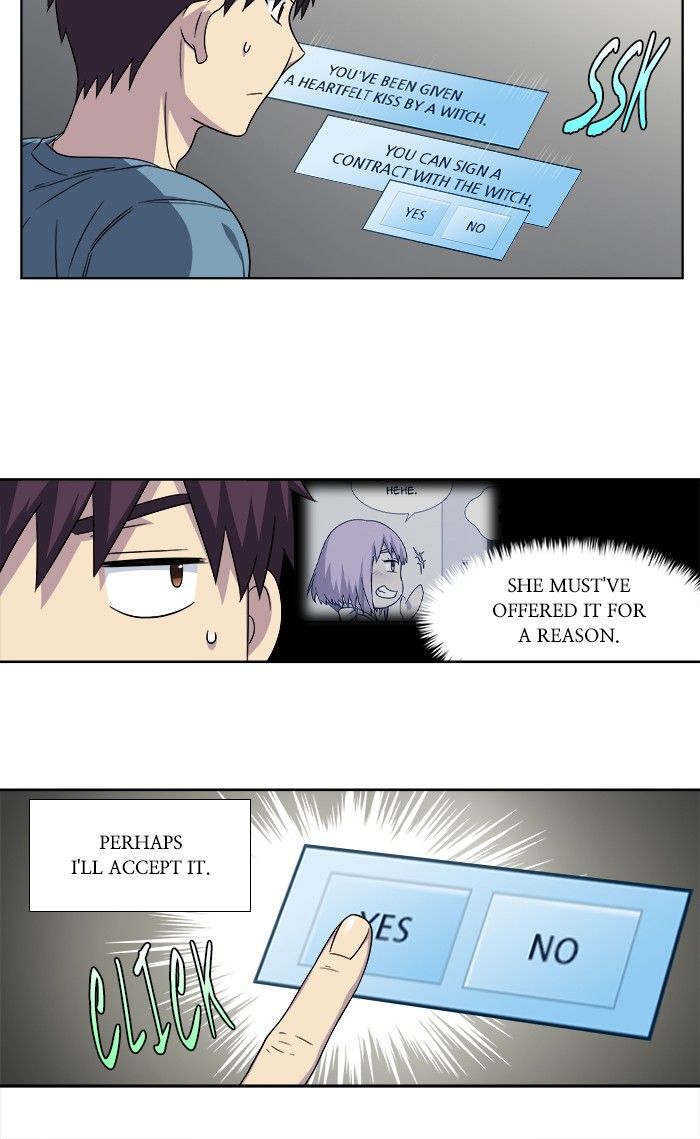 YOU'VE BEEN GIVEN
A HEARTFELT KISS BY A WITCH.
SSK
YOU CAN SIGN A
CONTRACT WITH THE WITCH.
YES
NO
HEHE.
SHE MUST'VE
OFFERED IT FOR
A REASON.
PERHAPS
I'LL ACCEPT IT.
YES
NO
CLICK